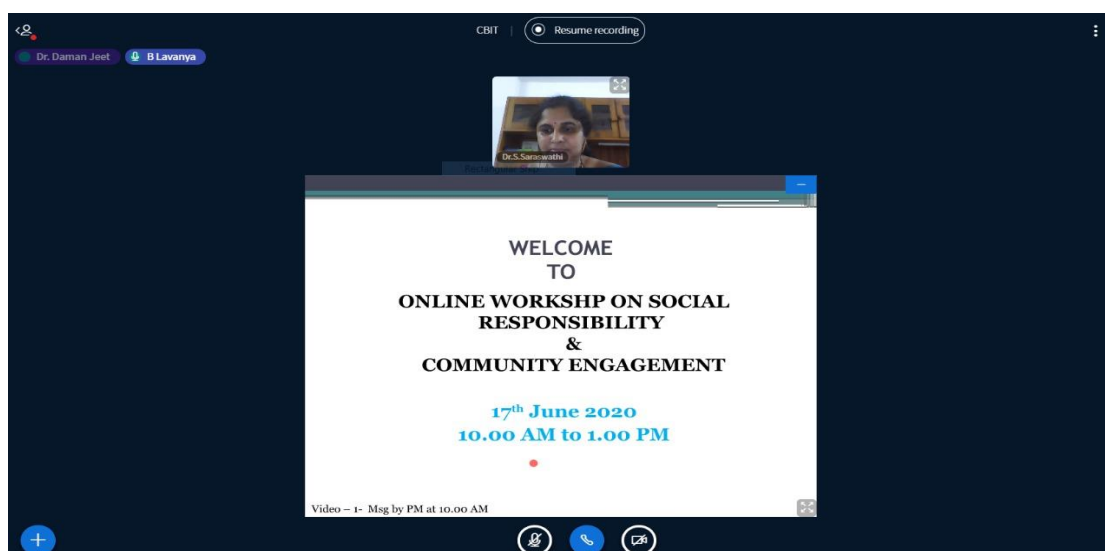 CBIT | Resume recording
Dr. Daman Jeet B Lavanya
Dr.S.Saraswathi
WELCOME
TO
ONLINE WORKSHP ON SOCIAL
RESPONSIBILITY
&
COMMUNITY ENGAGEMENT
17th June 2020
10.00 AM to 1.00 PM
Video – 1- Msg by PM at 10.00 AM